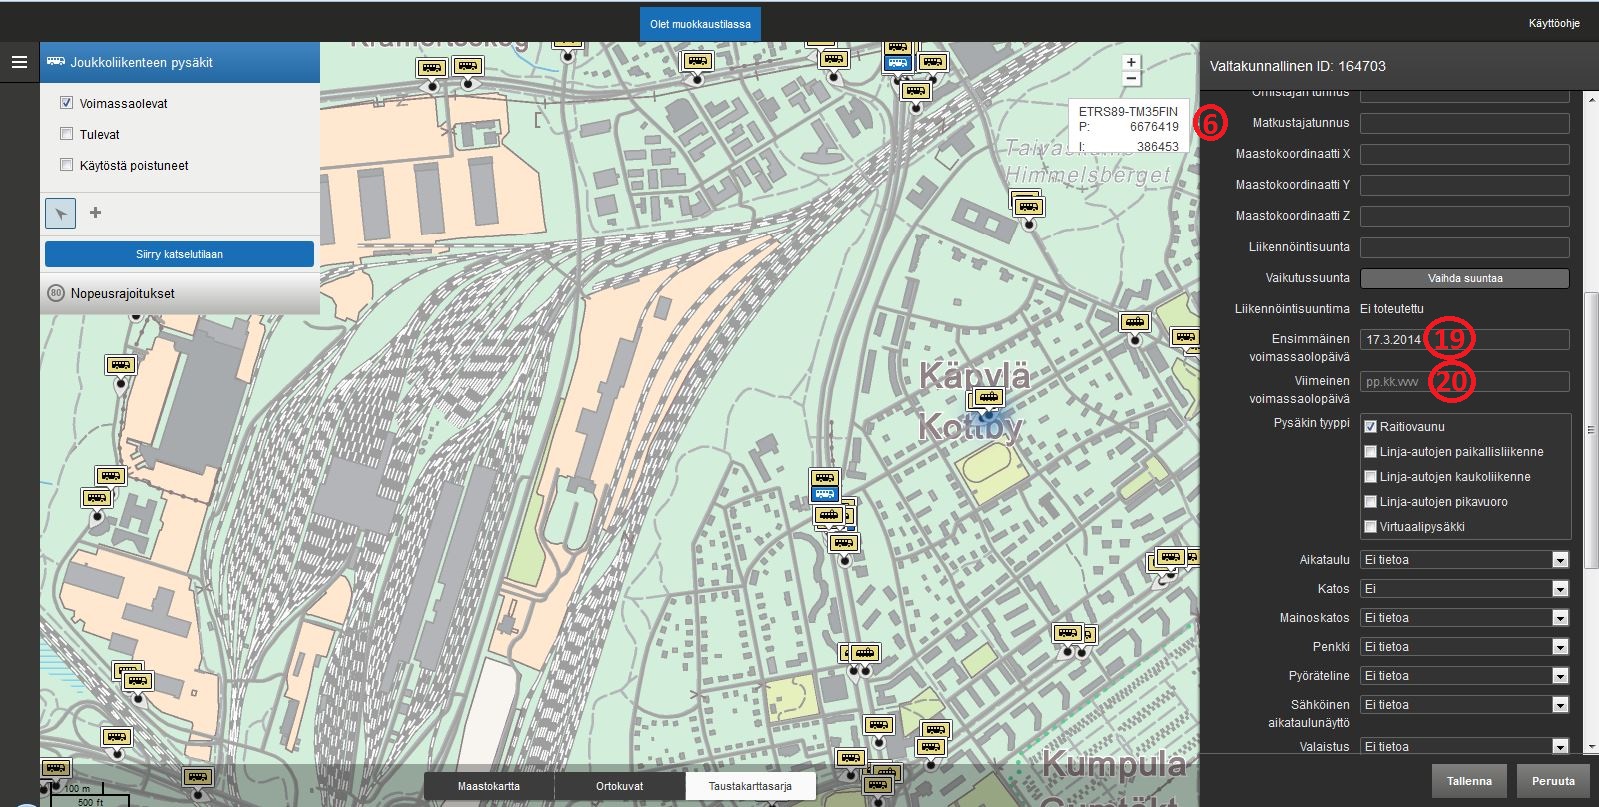 Olet muokkaustilassa
Käyttöohje
Joukkoliikenteen pysäkit
Voimassaolevat
Tulevat
Käytöstä poistuneet
Siirry katselutilaan
80 Nopeusrajoitukset
+
−
ETRS89-TM35FIN
P: 6676419
I: 386453
6
Himmelsberget
Käpylä
Kottby
Kumpula
100 m
500 ft
Maastokartta
Ortokuvat
Taustakarttasarja
Valtakunnallinen ID: 164703
Omistajan tunnus
Matkustajatunnus
Maastokoordinaatti X
Maastokoordinaatti Y
Maastokoordinaatti Z
Liikennöintisuunta
Vaikutussuunta Vaihda suuntaa
Liikennöintisuuntima Ei toteutettu
Ensimmäinen
voimassaolopäivä 17.3.2014 19
Viimeinen
voimassaolopäivä pp.kk.vvvv 20
Pysäkin tyyppi
Raitiovaunu
Linja-autojen paikallisliikenne
Linja-autojen kaukoliikenne
Linja-autojen pikavuoro
Virtuaalipysäkki
Aikataulu Ei tietoa
Katos Ei
Mainoskatos Ei tietoa
Penkki Ei tietoa
Pyöräteline Ei tietoa
Sähköinen
aikataulunäyttö Ei tietoa
Valaistus Ei tietoa
Tallenna
Peruuta